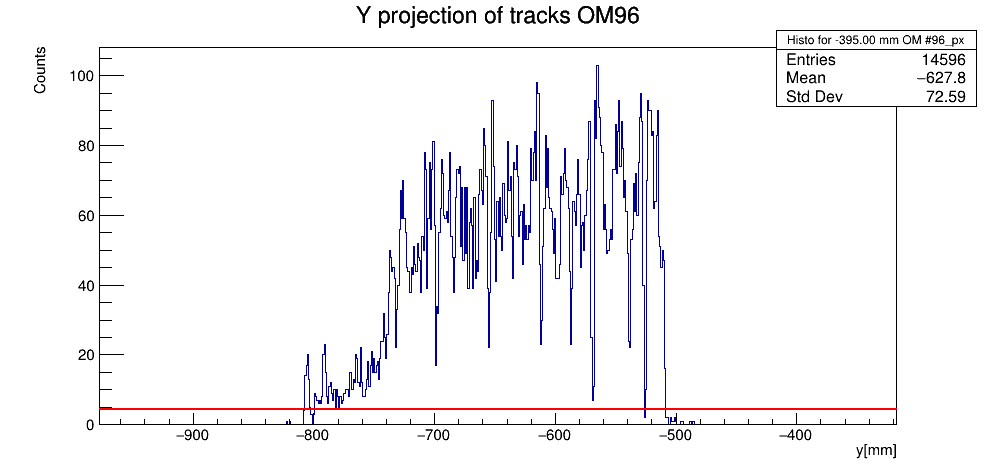 Y projection of tracks OM96
Histo for -395.00 mm OM #96_px
Entries 14596
Mean −627.8
Std Dev 72.59
Counts
100
80
60
40
20
0
−900 −800 −700 −600 −500 −400
y[mm]